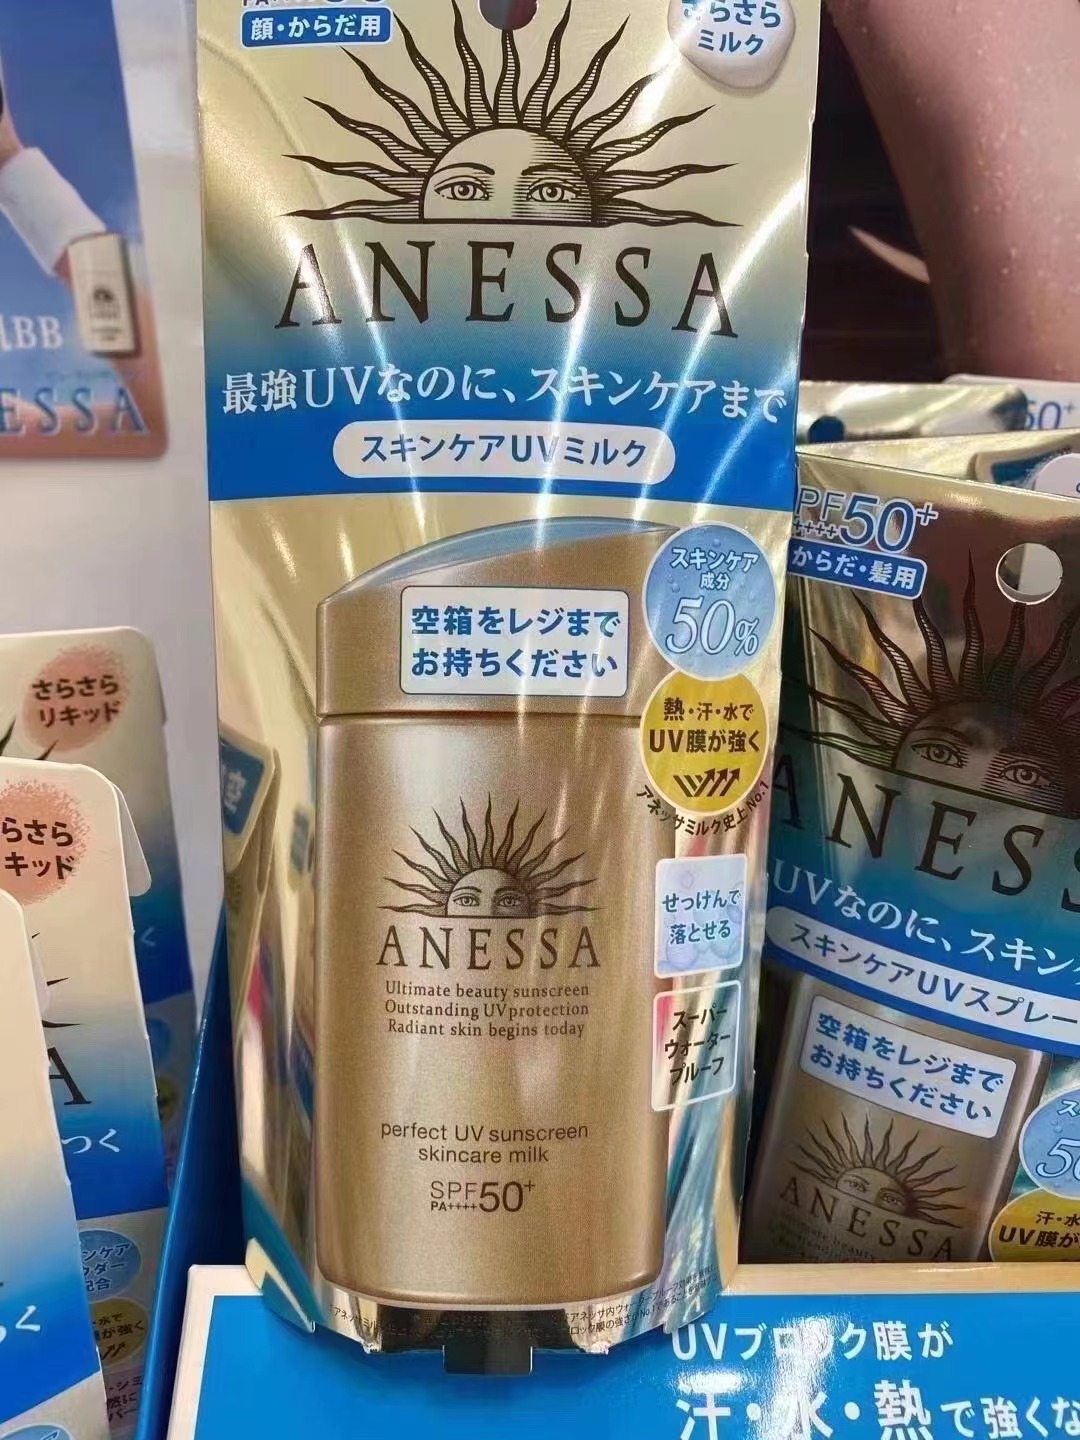 顔・からだ用
さらさら
ミルク
ANESSA
最強UVなのに、スキンケアまで
スキンケアUVミルク
空箱をレジまで
お持ちください
スキンケア
成分
50%
熱・汗・水で
UV膜が強く
アネッサミルク史上No.1
せっけんで
落とせる
スーパー
ウォーター
プルーフ
ANESSA
Ultimate beauty sunscreen
Outstanding UV protection
Radiant skin begins today
perfect UV sunscreen
skincare milk
SPF50+
PA++++
BB
ESSA
さらさら
リキッド
らさら
キッド
つく
50+
PF50+
++++
からだ・髪用
ANESS
UVなのに、スキン
スキンケアUVスプレー
空箱をレジまで
お持ちください
ANESSA
汗・水
UV膜が
UVブロック膜が
汗・水・熱で強くな